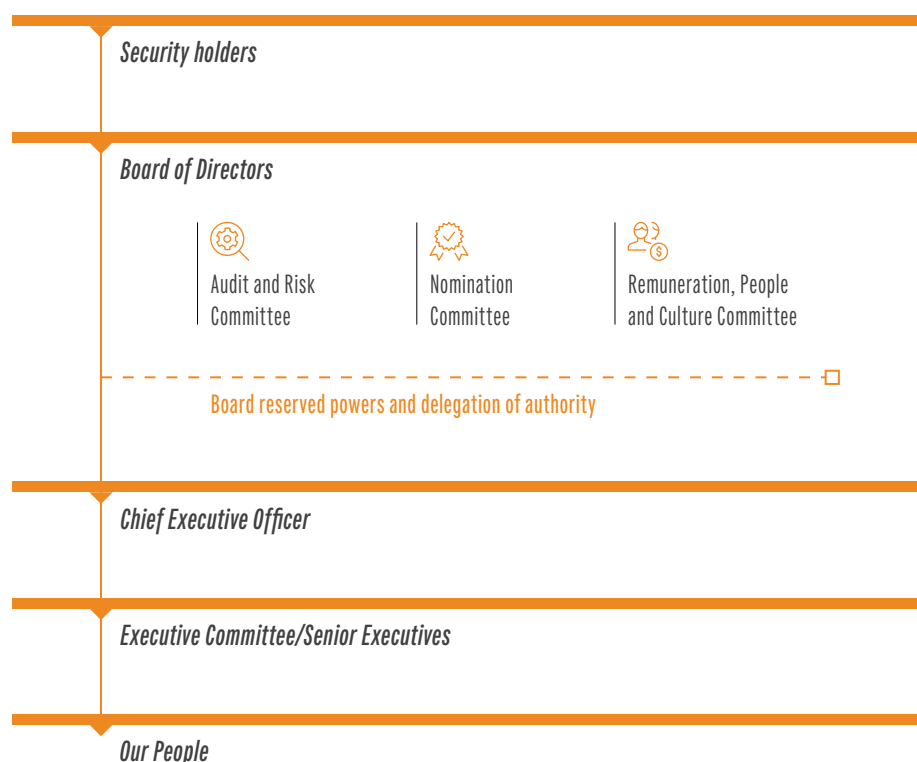 Security holders
Board of Directors
Audit and Risk
Committee
Nomination
Committee
Remuneration, People
and Culture Committee
Board reserved powers and delegation of authority
Chief Executive Officer
Executive Committee/Senior Executives
Our People